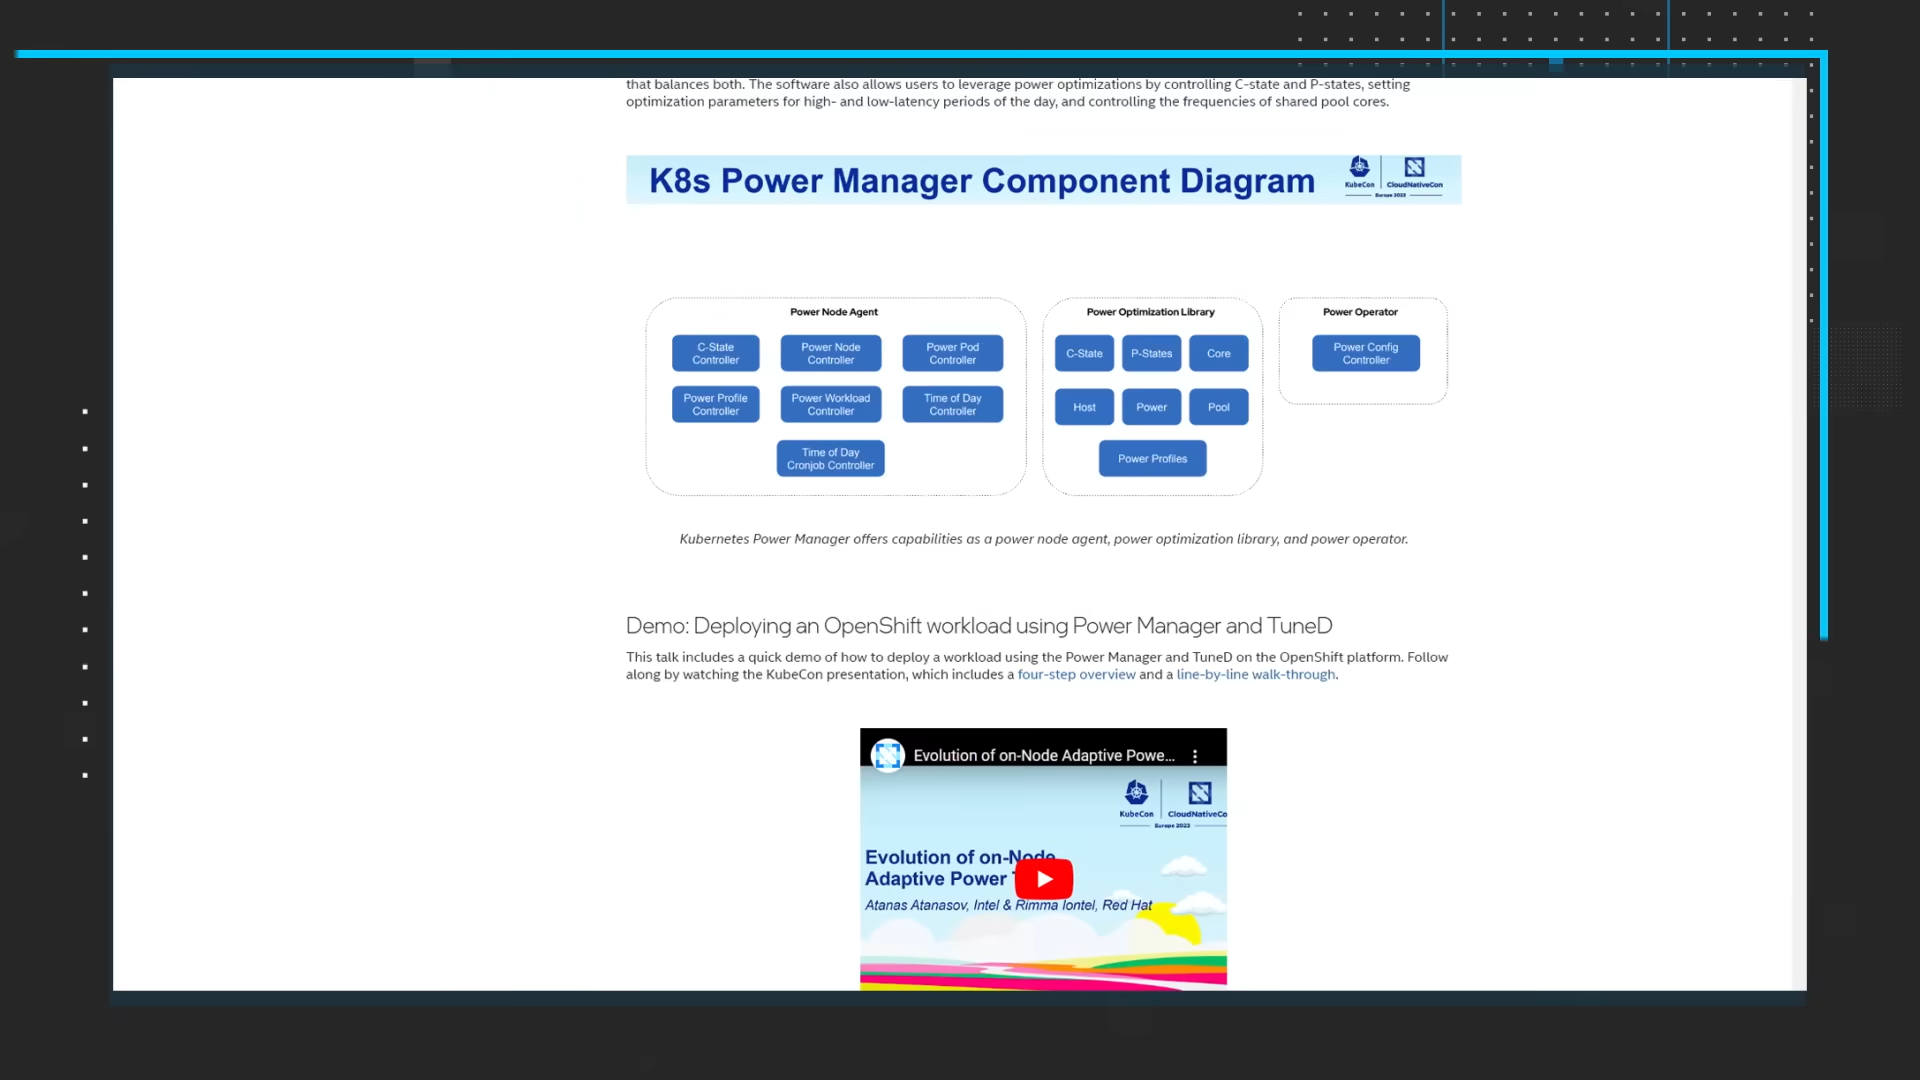 that balances both. The software also allows users to leverage power optimizations by controlling C-state and P-states, setting
optimization parameters for high- and low-latency periods of the day, and controlling the frequencies of shared pool cores.
K8s Power Manager Component Diagram
KubeCon
CloudNativeCon
Europe 2023
Power Node Agent
C-State
Controller
Power Node
Controller
Power Pod
Controller
Power Profile
Controller
Power Workload
Controller
Time of Day
Controller
Time of Day
Cronjob Controller
Power Optimization Library
C-State
P-States
Core
Host
Power
Pool
Power Profiles
Power Operator
Power Config
Controller
Kubernetes Power Manager offers capabilities as a power node agent, power optimization library, and power operator.
Demo: Deploying an OpenShift workload using Power Manager and TuneD
This talk includes a quick demo of how to deploy a workload using the Power Manager and TuneD on the OpenShift platform. Follow
along by watching the KubeCon presentation, which includes a four-step overview and a line-by-line walk-through.
Evolution of on-Node Adaptive Powe...
KubeCon
CloudNativeCo
Europe 2023
Evolution of on-Node
Adaptive Power
Atanas Atanasov, Intel & Rimma Iontel, Red Hat